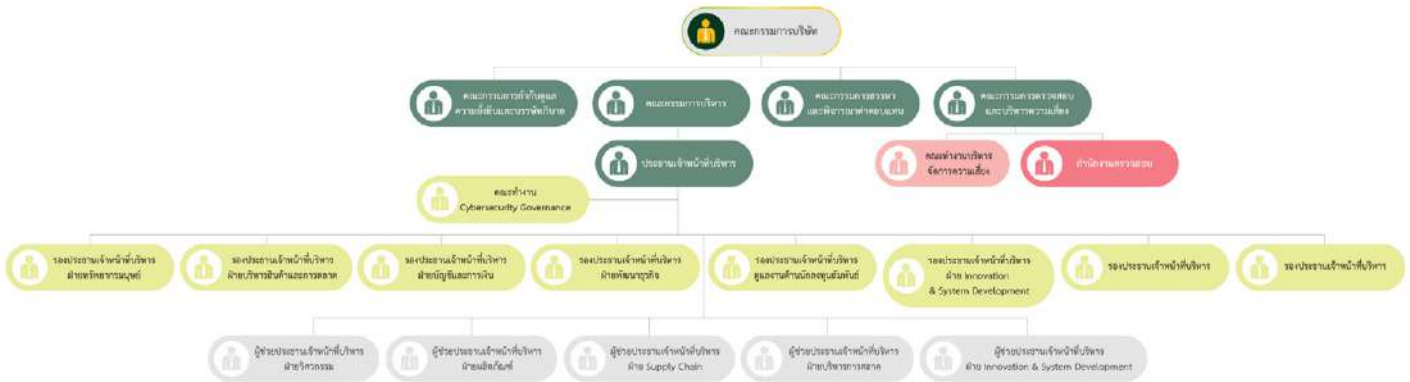 คณะกรรมการบริษัท
คณะกรรมการกำกับดูแล
ความยั่งยืนและบรรษัทภิบาล
คณะกรรมการบริหาร
คณะกรรมการสรรหา
และพิจารณาค่าตอบแทน
คณะกรรมการตรวจสอบ
และบริหารความเสี่ยง
ประธานเจ้าหน้าที่บริหาร
คณะทำงานบริหาร
จัดการความเสี่ยง
สำนักงานตรวจสอบ
คณะทำงาน
Cybersecurity Governance
รองประธานเจ้าหน้าที่บริหาร
ฝ่ายทรัพยากรมนุษย์
รองประธานเจ้าหน้าที่บริหาร
ฝ่ายบริหารสินค้าและการตลาด
รองประธานเจ้าหน้าที่บริหาร
ฝ่ายบัญชีและการเงิน
รองประธานเจ้าหน้าที่บริหาร
ฝ่ายพัฒนาธุรกิจ
รองประธานเจ้าหน้าที่บริหาร
ดูแลงานด้านนักลงทุนสัมพันธ์
รองประธานเจ้าหน้าที่บริหาร
ฝ่าย Innovation
& System Development
รองประธานเจ้าหน้าที่บริหาร
รองประธานเจ้าหน้าที่บริหาร
ผู้ช่วยประธานเจ้าหน้าที่บริหาร
ฝ่ายวิศวกรรม
ผู้ช่วยประธานเจ้าหน้าที่บริหาร
ฝ่ายผลิตภัณฑ์
ผู้ช่วยประธานเจ้าหน้าที่บริหาร
ฝ่าย Supply Chain
ผู้ช่วยประธานเจ้าหน้าที่บริหาร
ฝ่ายบริหารการตลาด
ผู้ช่วยประธานเจ้าหน้าที่บริหาร
ฝ่าย Innovation & System Development